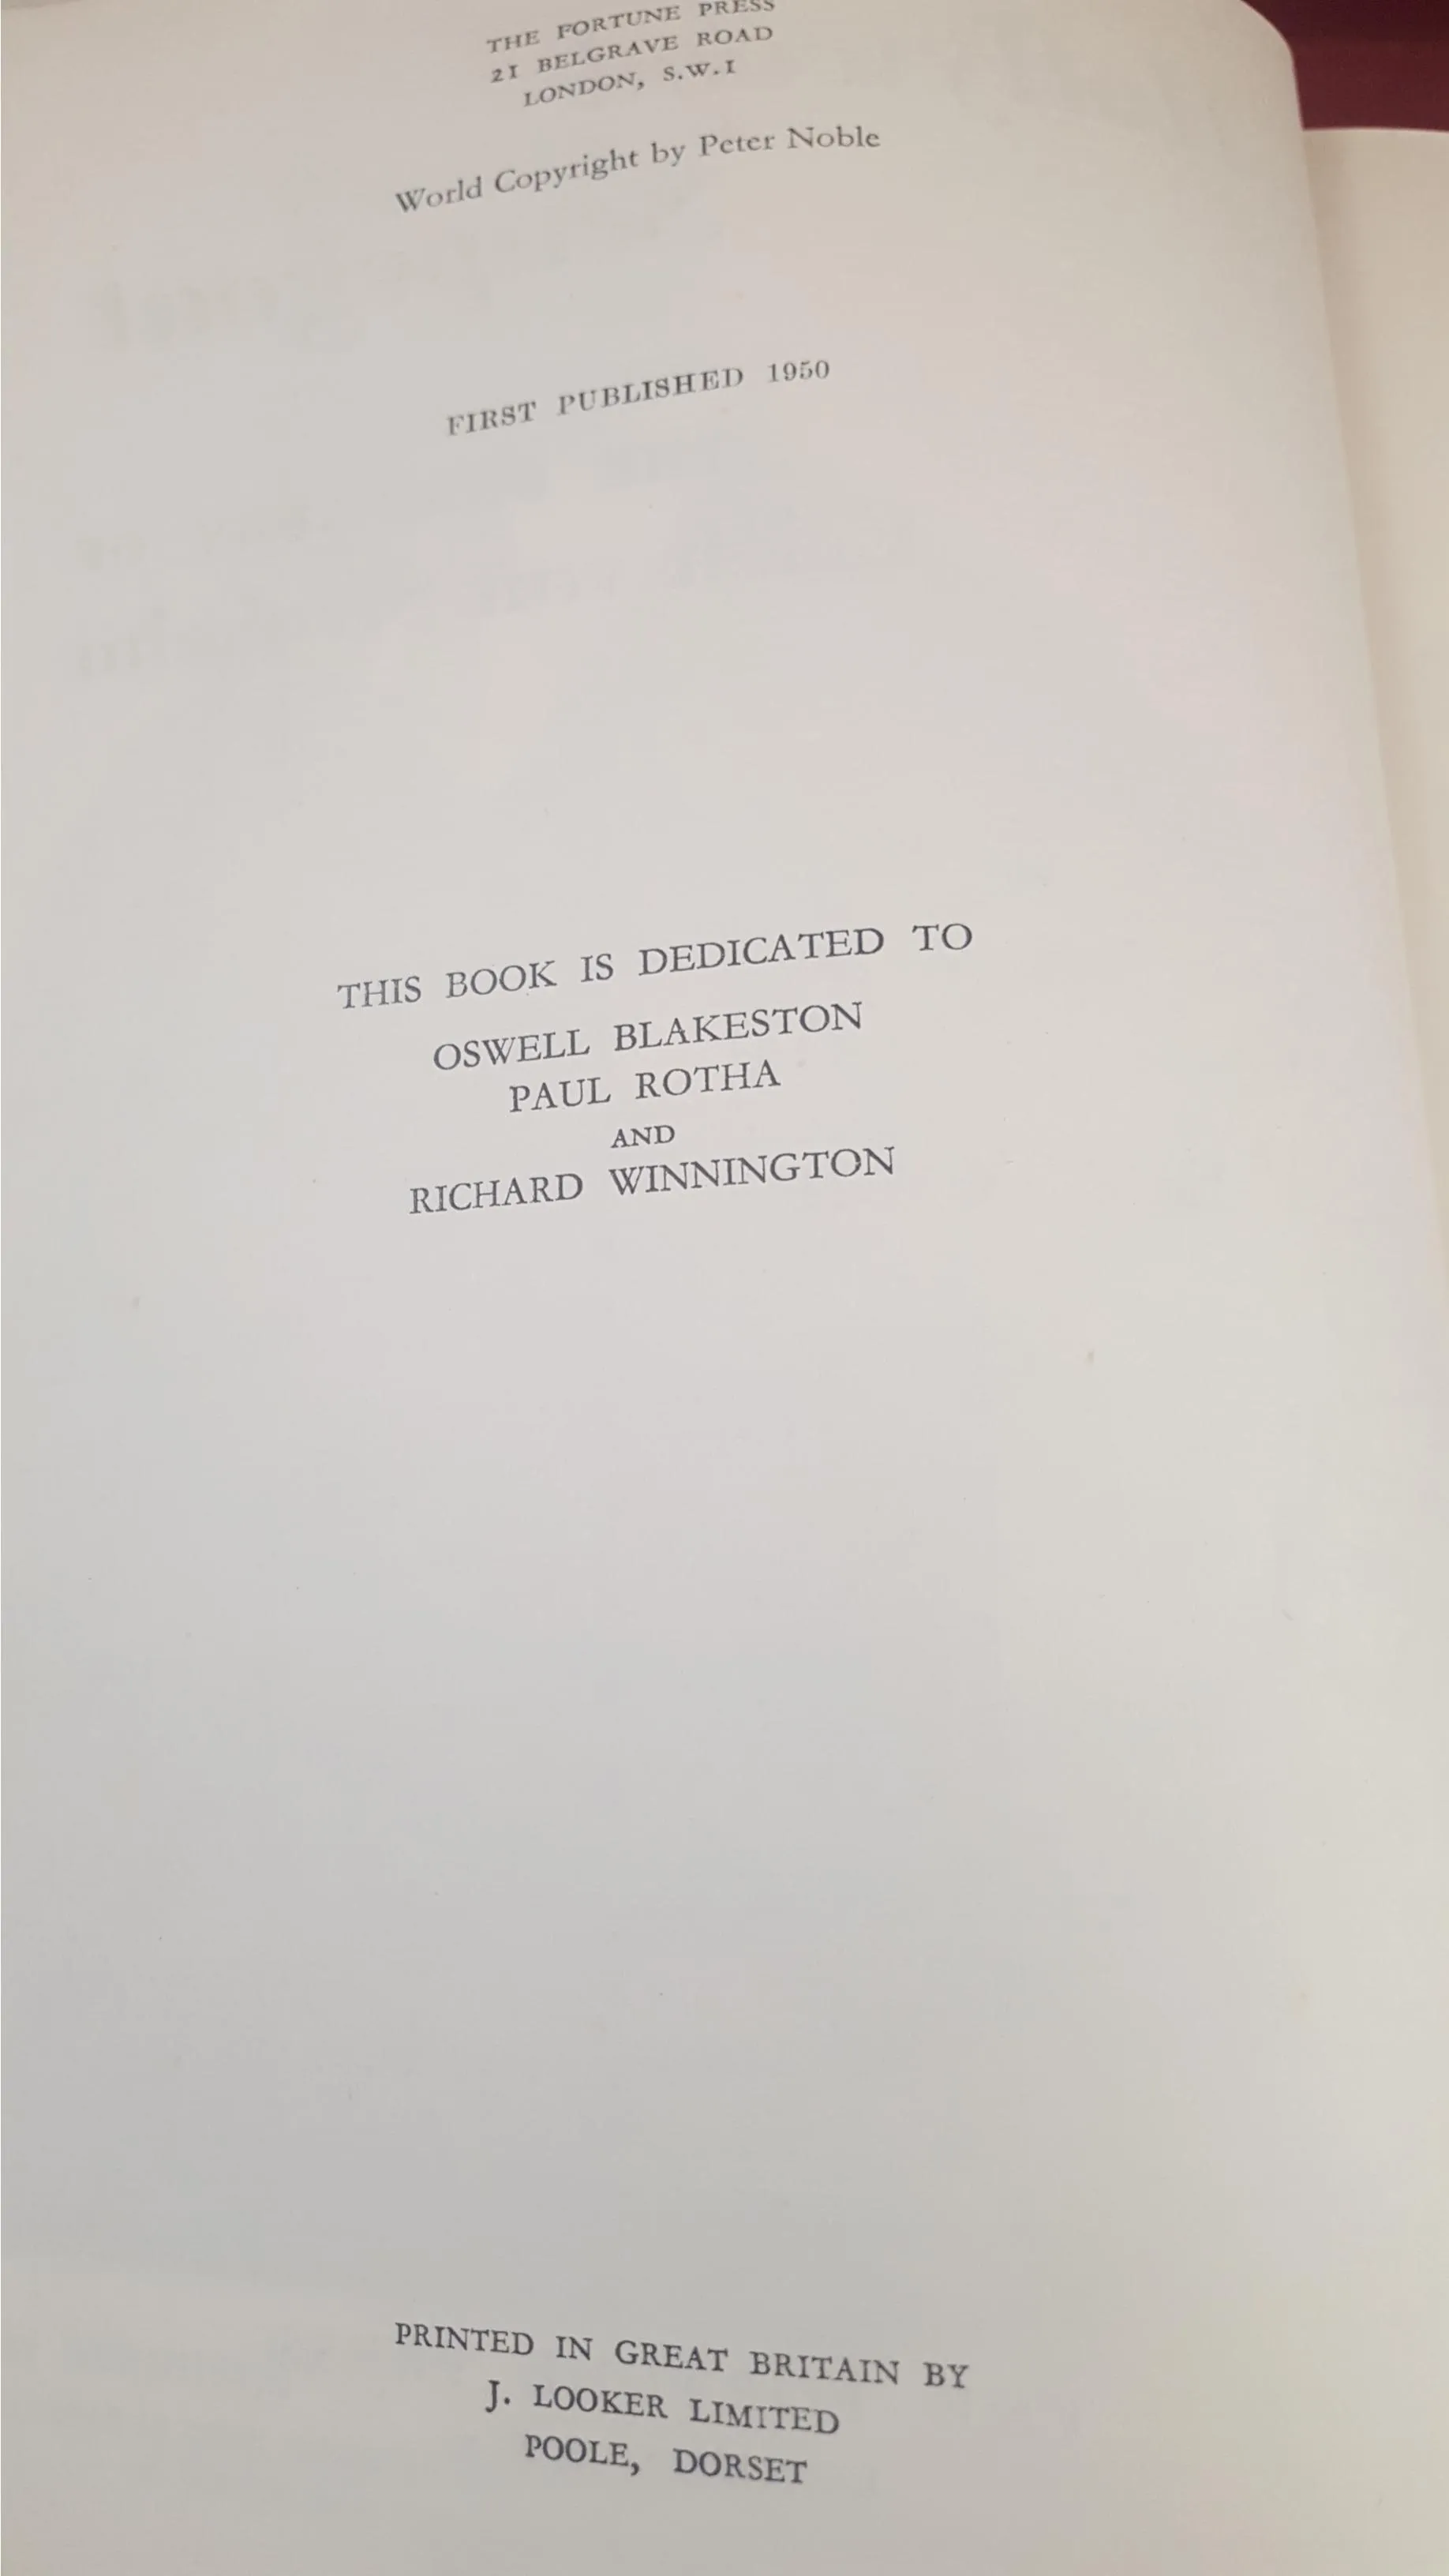 THE FORTUNE PRESS
21 BELGRAVE ROAD
LONDON, S.W.1
World Copyright by Peter Noble
FIRST PUBLISHED 1950
THIS BOOK IS DEDICATED TO
OSWELL BLAKESTON
PAUL ROTHA
AND
RICHARD WINNINGTON
PRINTED IN GREAT BRITAIN BY
J. LOOKER LIMITED
POOLE, DORSET